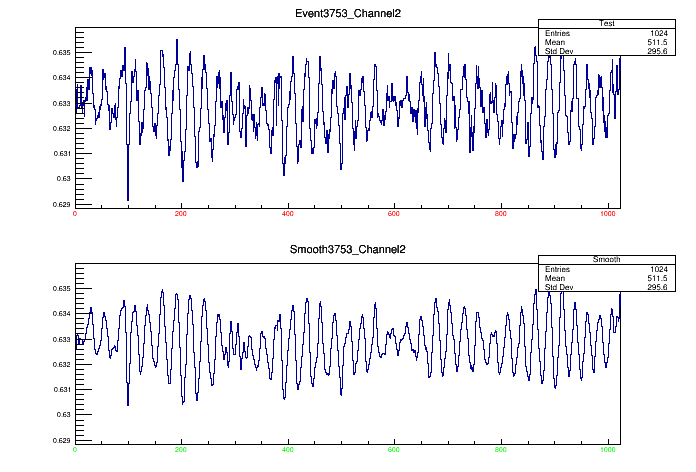 Event3753_Channel2
Test
Entries 1024
Mean 511.5
Std Dev 295.6
0.635
0.634
0.633
0.632
0.631
0.63
0.629
0 200 400 600 800 1000
Smooth3753_Channel2
Smooth
Entries 1024
Mean 511.5
Std Dev 295.6
0.635
0.634
0.633
0.632
0.631
0.63
0.629
0 200 400 600 800 1000